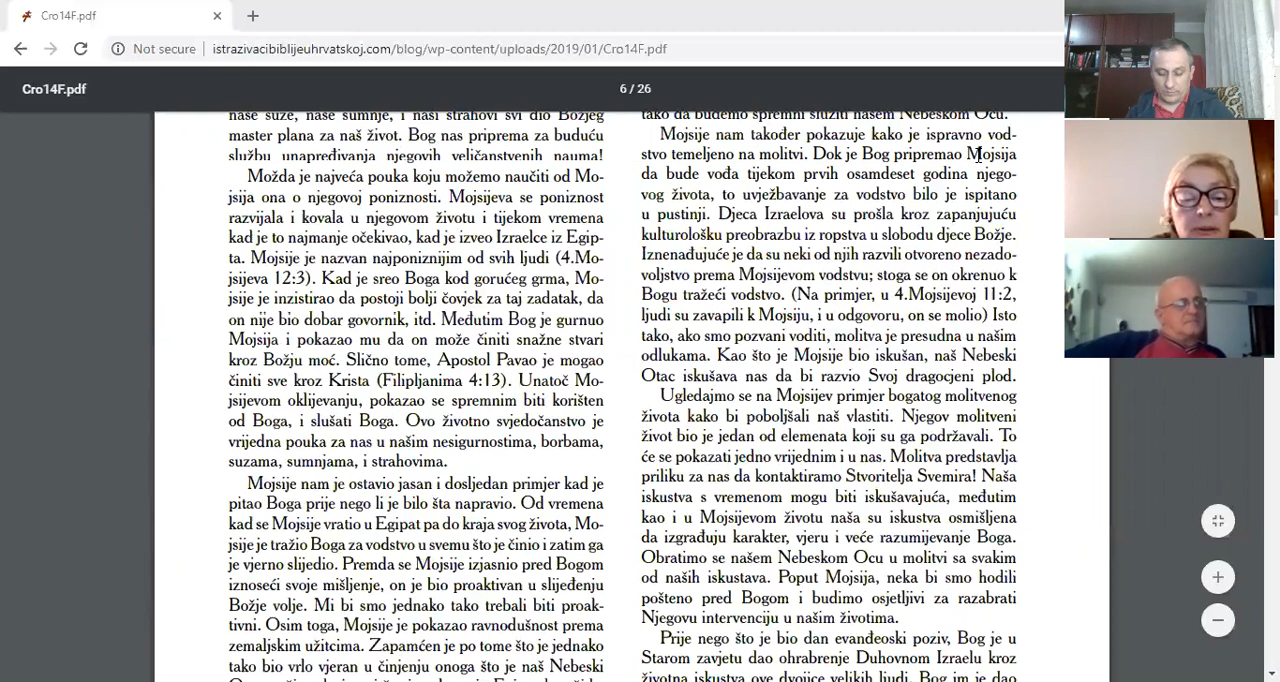 Cro14F.pdf
Not secure
istrazivacibiblijeuhrvatskoj.com/blog/wp-content/uploads/2019/01/Cro14F.pdf
Cro14F.pdf
6 / 26
naše suze, naše sumnje, i naši strahovi svi dio Božjeg
master plana za naš život. Bog nas priprema za buduću
službu unapređivanja njegovih veličanstvenih nauma!
Možda je najveća pouka koju možemo naučiti od Mo-
jsija ona o njegovoj poniznosti. Mojsijeva se poniznost
razvijala i kovala u njegovom životu i tijekom vremena
kad je to najmanje očekivao, kad je izveo Izraelce iz Egip-
ta. Mojsije je nazvan najponiznijim od svih ljudi (4.Mo-
jsijeva 12:3). Kad je sreo Boga kod gorućeg grma, Mo-
jsije je inzistirao da postoji bolji čovjek za taj zadatak, da
on nije bio dobar govornik, itd. Međutim Bog je gurnuo
Mojsija i pokazao mu da on može činiti snažne stvari
kroz Božju moć. Slično tome, Apostol Pavao je mogao
činiti sve kroz Krista (Filipljanima 4:13). Unatoč Mo-
jsijevom oklijevanju, pokazao se spremnim biti korišten
od Boga, i slušati Boga. Ovo životno svjedočanstvo je
vrijedna pouka za nas u našim nesigurnostima, borbama,
suzama, sumnjama, i strahovima.
Mojsije nam je ostavio jasan i dosljedan primjer kad je
pitao Boga prije nego li je bilo šta napravio. Od vremena
kad se Mojsije vratio u Egipat pa do kraja svog života, Mo-
jsije je tražio Boga za vodstvo u svemu što je činio i zatim ga
je vjerno slijedio. Premda se Mojsije izjasnio pred Bogom
iznoseći svoje mišljenje, on je bio proaktivan u slijeđenju
Božje volje. Mi bi smo jednako tako trebali biti proak-
tivni. Osim toga, Mojsije je pokazao ravnodušnost prema
zemaljskim užitcima. Zapamćen je po tome što je jednako
tako bio vrlo vjeran u činjenju onoga što je naš Nebeski
tako da budemo spremni služiti našem Nebeskom Ocu.
Mojsije nam također pokazuje kako je ispravno vod-
stvo temeljeno na molitvi. Dok je Bog pripremao Mojsija
da bude vođa tijekom prvih osamdeset godina njego-
vog života, to uvježbavanje za vodstvo bilo je ispitano
u pustinji. Djeca Izraelova su prošla kroz zapanjujuću
kulturološku preobrazbu iz ropstva u slobodu djece Božje.
Iznenađujuće je da su neki od njih razvili otvoreno nezado-
voljstvo prema Mojsijevom vodstvu; stoga se on okrenuo k
Bogu tražeći vodstvo. (Na primjer, u 4.Mojsijevoj 11:2,
ljudi su zavapili k Mojsiju, i u odgovoru, on se molio) Isto
tako, ako smo pozvani voditi, molitva je presudna u našim
odlukama. Kao što je Mojsije bio iskušan, naš Nebeski
Otac iskušava nas da bi razvio Svoj dragocjeni plod.
Ugledajmo se na Mojsijev primjer bogatog molitvenog
života kako bi poboljšali naš vlastiti. Njegov molitveni
život bio je jedan od elemenata koji su ga podržavali. To
će se pokazati jedno vrijednim i u nas. Molitva predstavlja
priliku za nas da kontaktiramo Stvoritelja Svemira! Naša
iskustva s vremenom mogu biti iskušavajuća, međutim
kao i u Mojsijevom životu naša su iskustva osmišljena
da izgrađuju karakter, vjeru i veće razumijevanje Boga.
Obratimo se našem Nebeskom Ocu u molitvi sa svakim
od naših iskustava. Poput Mojsija, neka bi smo hodili
pošteno pred Bogom i budimo osjetljivi za razabrati
Njegovu intervenciju u našim životima.
Prije nego što je bio dan evanđeoski poziv, Bog je u
Starom zavjetu dao ohrabrenje Duhovnom Izraelu kroz
životna iskustva ove dvojice velikih ljudi. Bog im je dao